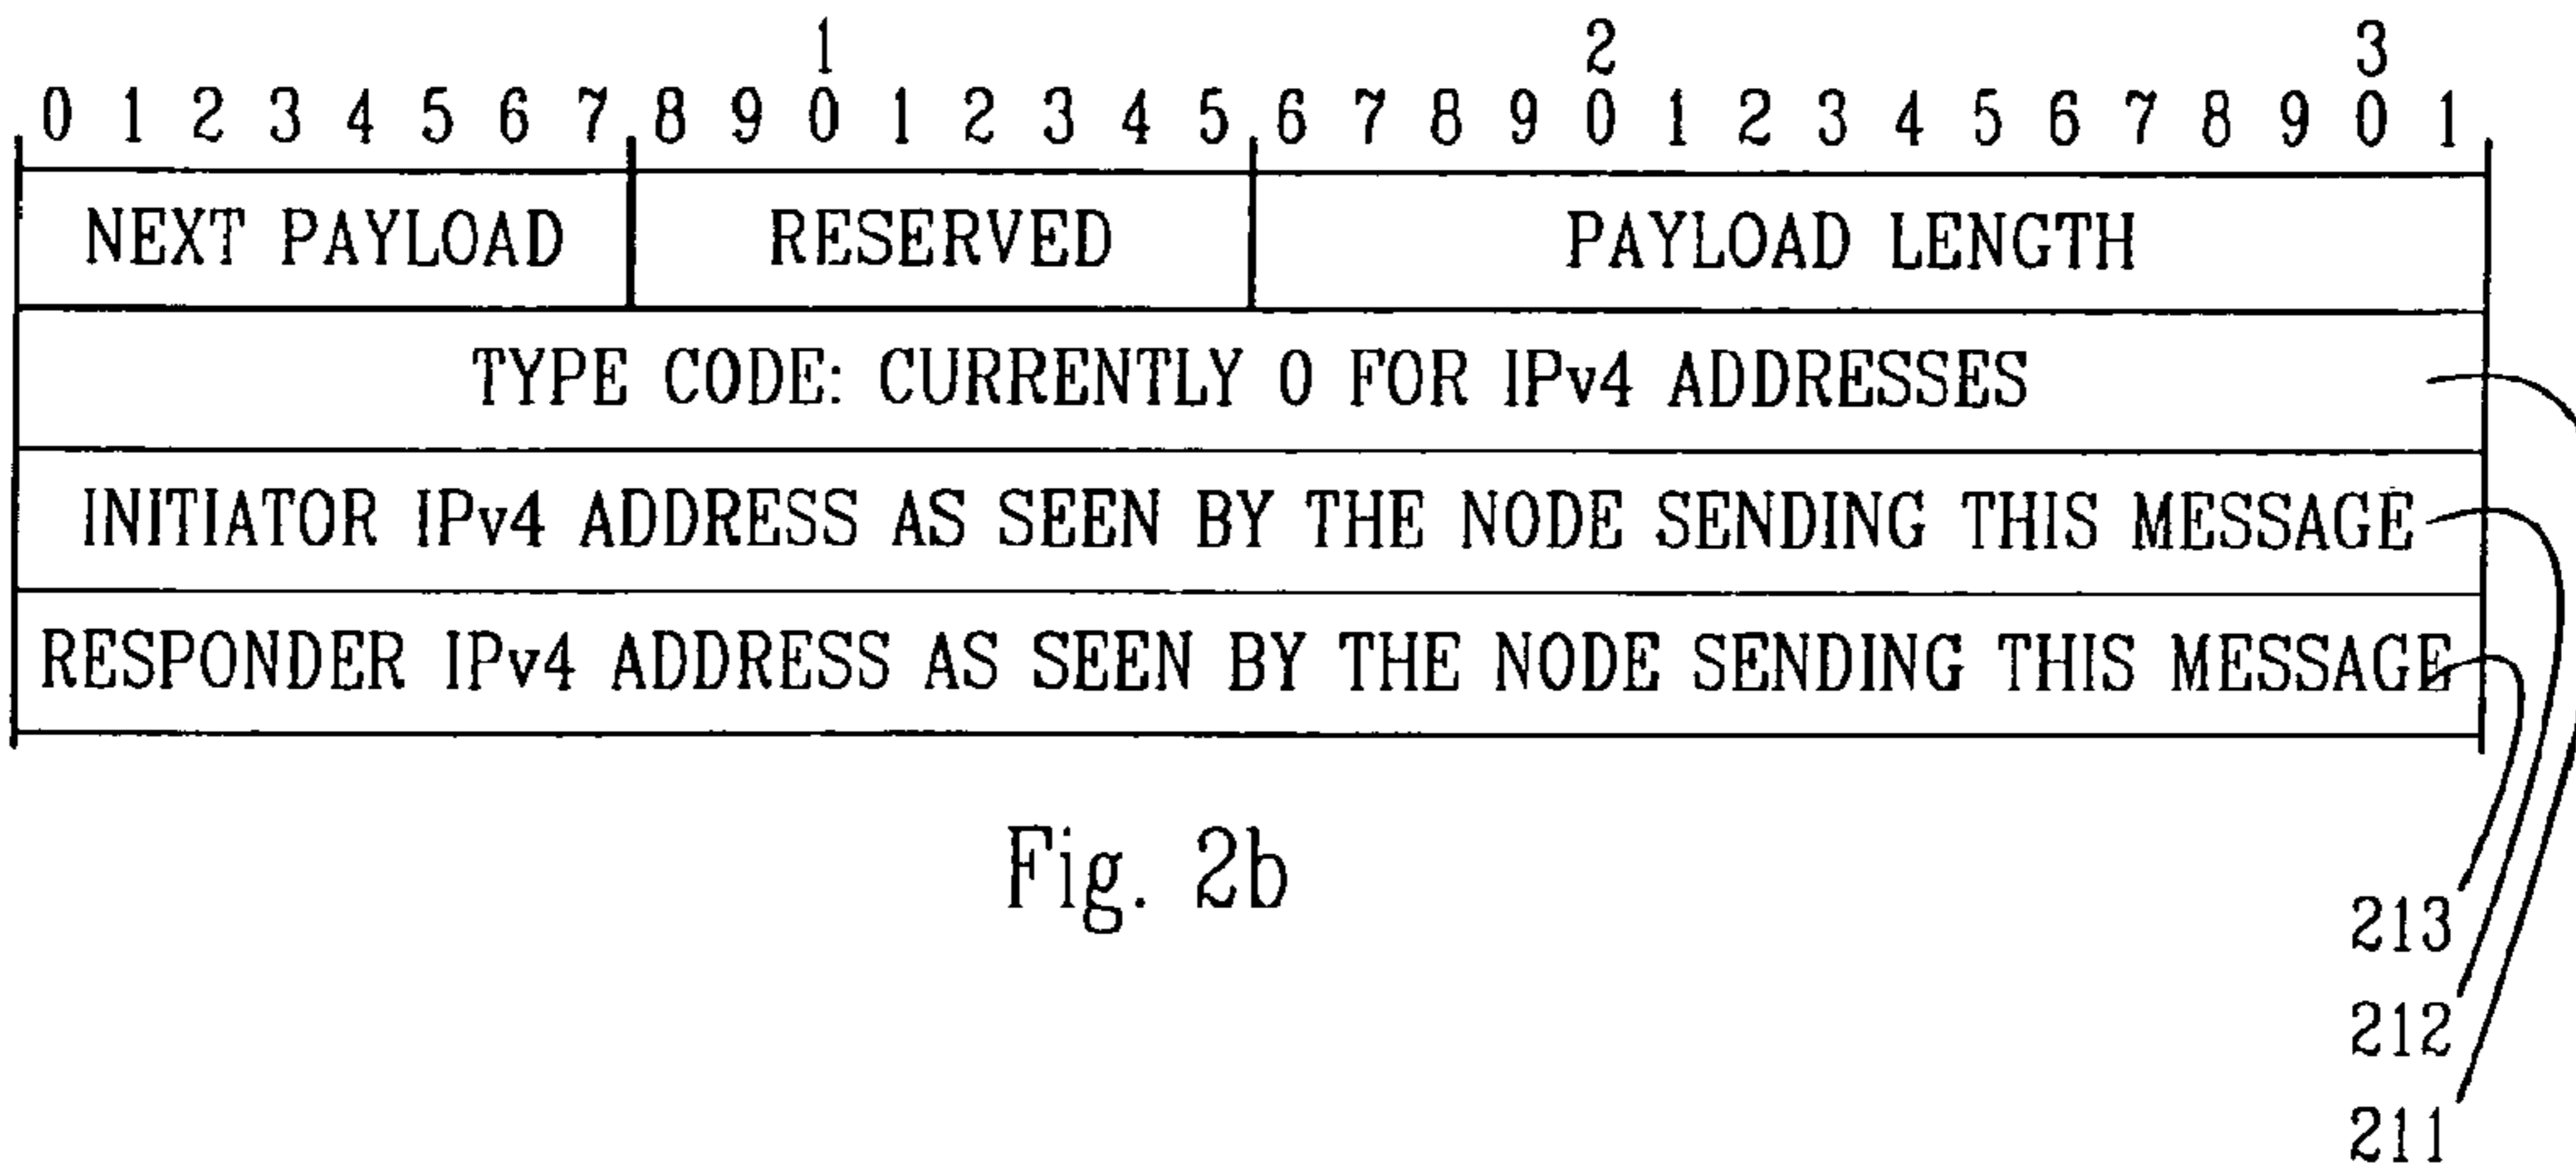 1 2 3
0 1 2 3 4 5 6 7 8 9 0 1 2 3 4 5 6 7 8 9 0 1 2 3 4 5 6 7 8 9 0 1
NEXT PAYLOAD RESERVED PAYLOAD LENGTH
TYPE CODE: CURRENTLY 0 FOR IPv4 ADDRESSES
INITIATOR IPv4 ADDRESS AS SEEN BY THE NODE SENDING THIS MESSAGE
RESPONDER IPv4 ADDRESS AS SEEN BY THE NODE SENDING THIS MESSAGE
Fig. 2b
213
212
211